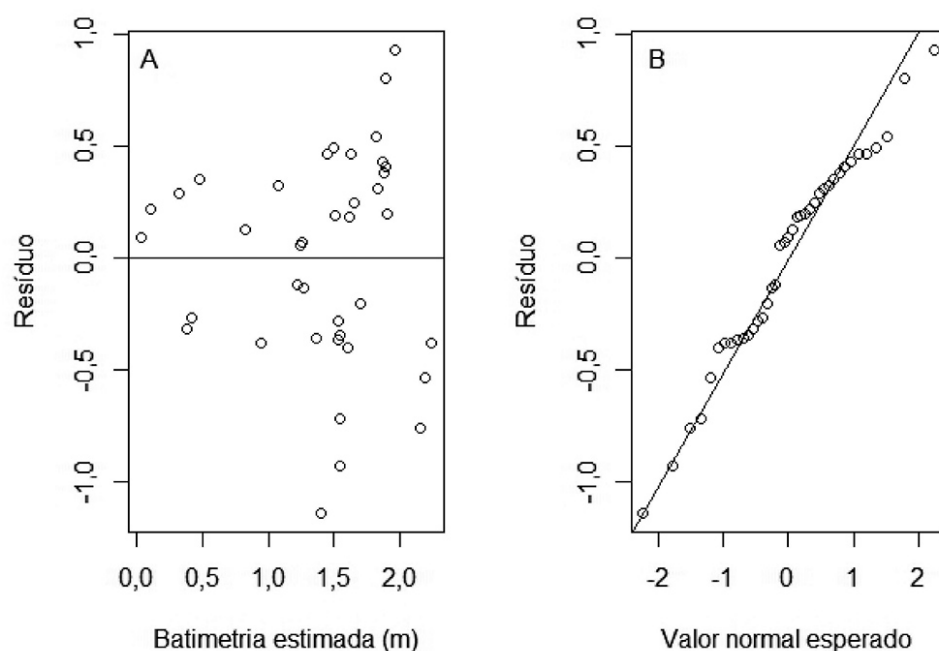 A
Resíduo
1,0
0,5
0,0
-0,5
-1,0
0,0 0,5 1,0 1,5 2,0
Batimetria estimada (m)
B
Resíduo
1,0
0,5
0,0
-0,5
-1,0
-2 -1 0 1 2
Valor normal esperado